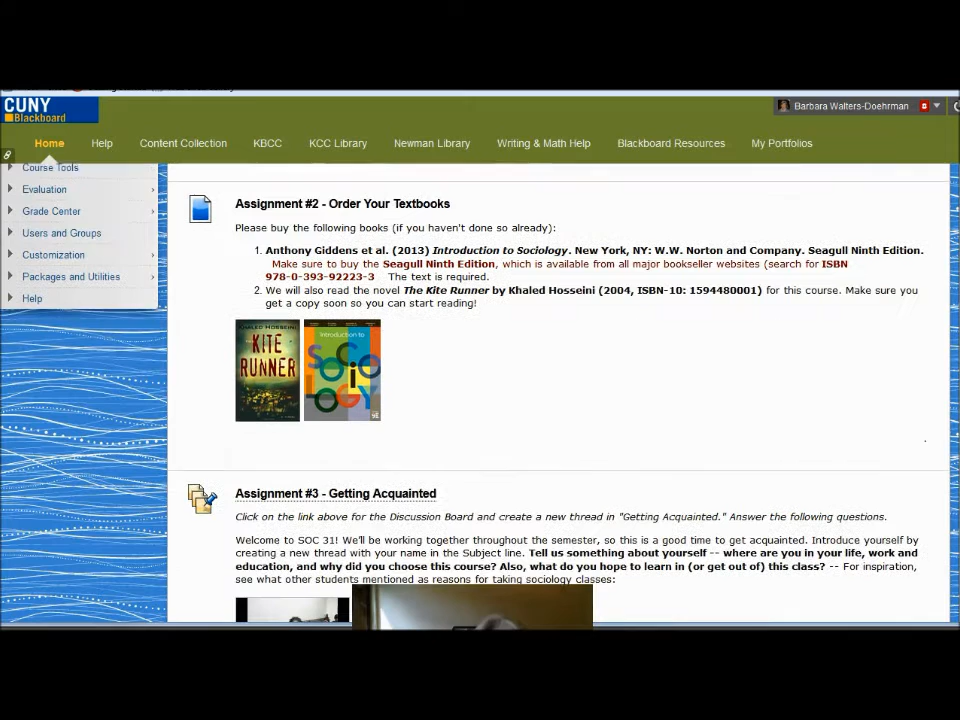 CUNY
Blackboard
Barbara Walters-Doehrman
Home Help Content Collection KBCC KCC Library Newman Library Writing & Math Help Blackboard Resources My Portfolios
Course Tools
Evaluation
Grade Center
Users and Groups
Customization
Packages and Utilities
Help
Assignment #2 - Order Your Textbooks
Please buy the following books (if you haven't done so already):
1. Anthony Giddens et al. (2013) Introduction to Sociology. New York, NY: W.W. Norton and Company. Seagull Ninth Edition.
Make sure to buy the Seagull Ninth Edition, which is available from all major bookseller websites (search for ISBN
978-0-393-92223-3 The text is required.
2. We will also read the novel The Kite Runner by Khaled Hosseini (2004, ISBN-10: 1594480001) for this course. Make sure you
get a copy soon so you can start reading!
KHALED HOSSEINI
KITE
RUNNER
Introduction to
SOCIOLOGY
9E
Assignment #3 - Getting Acquainted
Click on the link above for the Discussion Board and create a new thread in "Getting Acquainted." Answer the following questions.
Welcome to SOC 31! We'll be working together throughout the semester, so this is a good time to get acquainted. Introduce yourself by
creating a new thread with your name in the Subject line. Tell us something about yourself -- where are you in your life, work and
education, and why did you choose this course? Also, what do you hope to learn in (or get out of) this class? -- For inspiration,
see what other students mentioned as reasons for taking sociology classes: